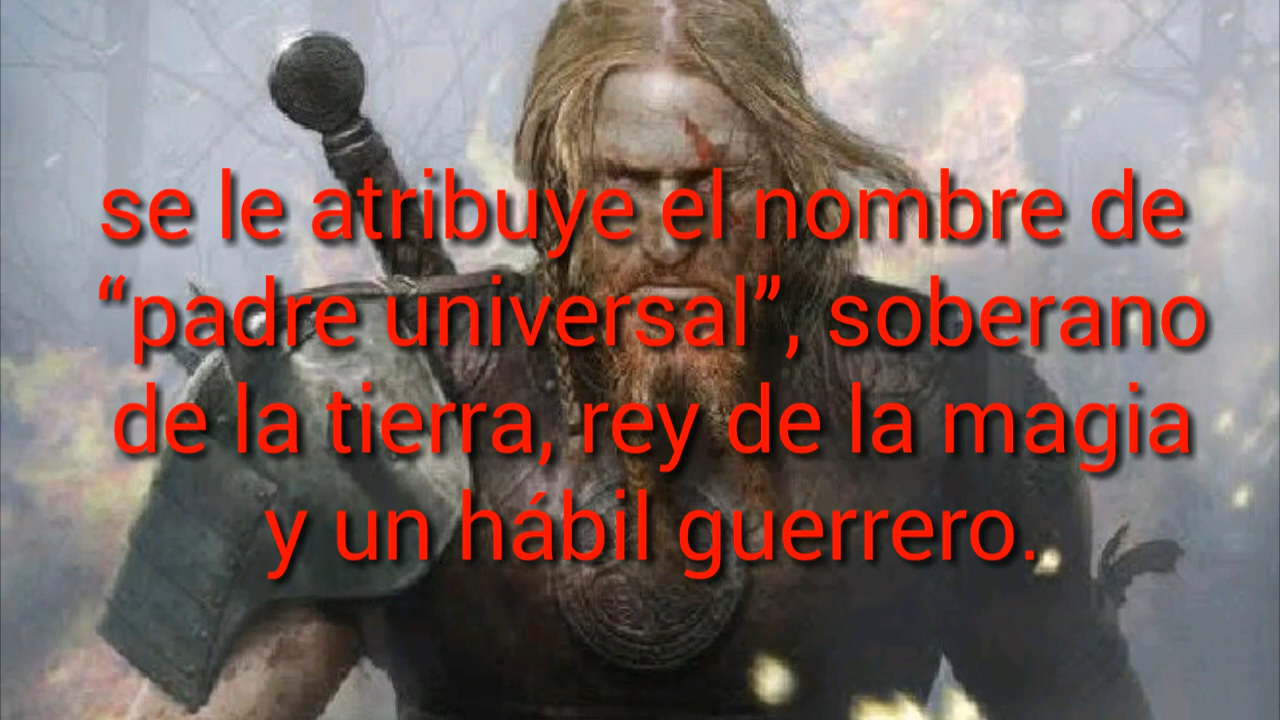 se le atribuye el nombre de
“padre universal”, soberano
de la tierra, rey de la magia
y un hábil guerrero.